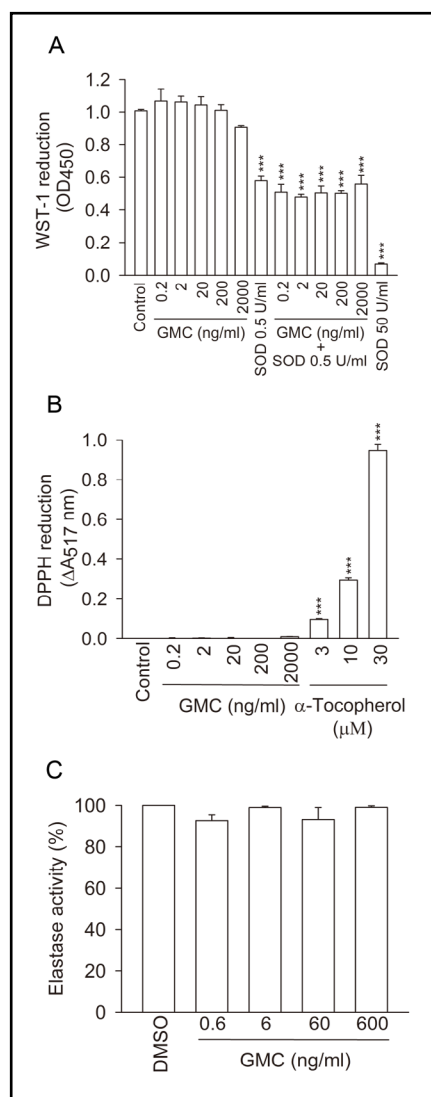 A
WST-1 reduction
(OD450)
1.2
1.0
0.8
0.6
0.4
0.2
0.0
***
***
***
***
***
***
***
Control
0.2
2
20
200
2000
SOD 0.5 U/ml
0.2
2
20
200
2000
SOD 50 U/ml
GMC (ng/ml)
GMC (ng/ml)
+
SOD 0.5 U/ml
B
DPPH reduction
(ΔA517 nm)
1.0
0.8
0.6
0.4
0.2
0.0
***
***
***
Control
0.2
2
20
200
2000
3
10
30
GMC (ng/ml)
α-Tocopherol
(μM)
C
Elastase activity (%)
100
80
60
40
20
0
DMSO
0.6
6
60
600
GMC (ng/ml)